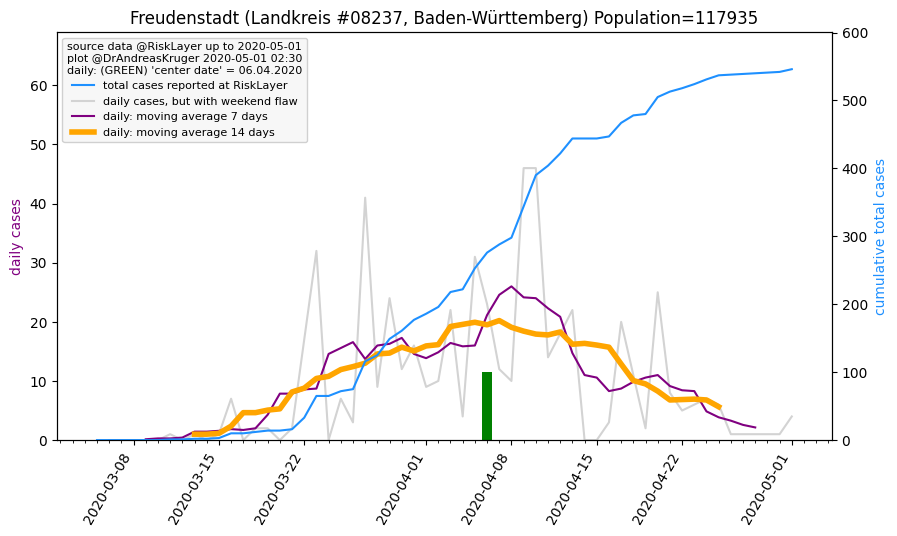 Freudenstadt (Landkreis #08237, Baden-Württemberg) Population=117935
source data @RiskLayer up to 2020-05-01
plot @DrAndreasKruger 2020-05-01 02:30
daily: (GREEN) 'center date' = 06.04.2020
total cases reported at RiskLayer
daily cases, but with weekend flaw
daily: moving average 7 days
daily: moving average 14 days
daily cases
60
50
40
30
20
10
0
cumulative total cases
600
500
400
300
200
100
0
2020-03-08
2020-03-15
2020-03-22
2020-04-01
2020-04-08
2020-04-15
2020-04-22
2020-05-01